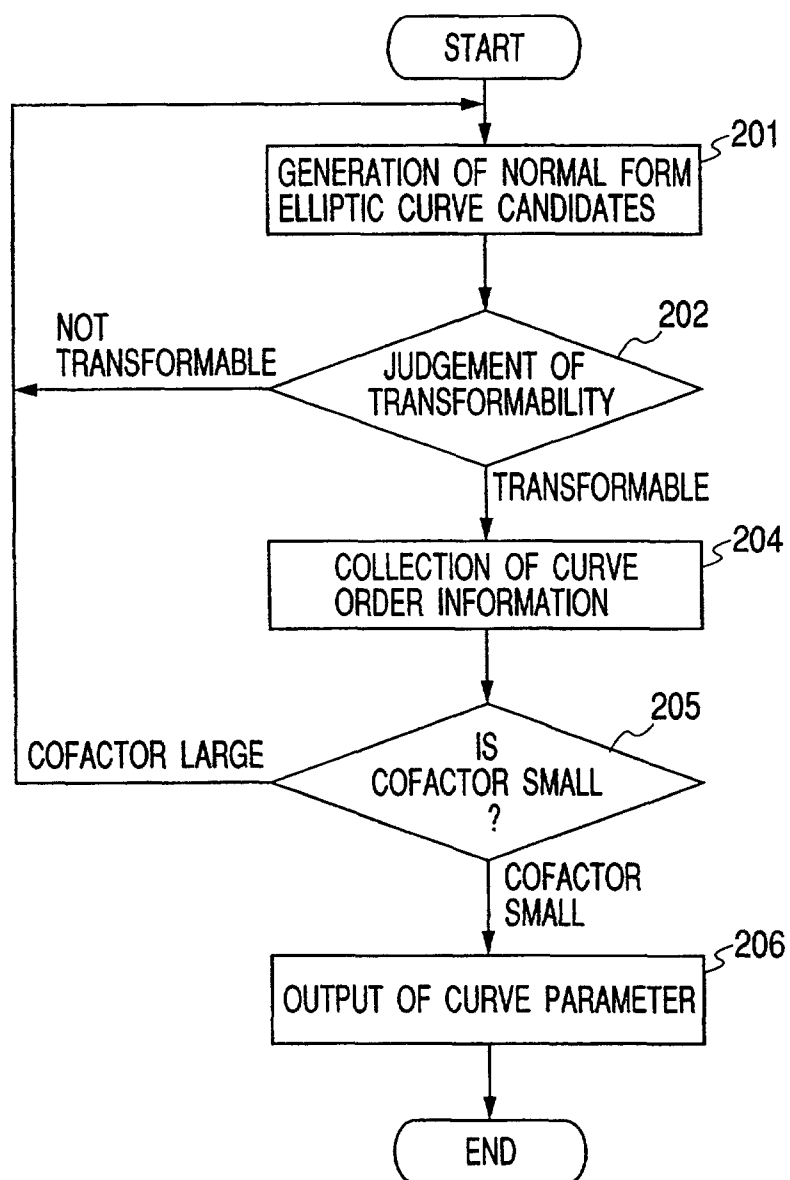 START
201
GENERATION OF NORMAL FORM
ELLIPTIC CURVE CANDIDATES
202
NOT
TRANSFORMABLE
JUDGEMENT OF
TRANSFORMABILITY
TRANSFORMABLE
204
COLLECTION OF CURVE
ORDER INFORMATION
205
COFACTOR LARGE
IS
COFACTOR SMALL
?
COFACTOR
SMALL
206
OUTPUT OF CURVE PARAMETER
END